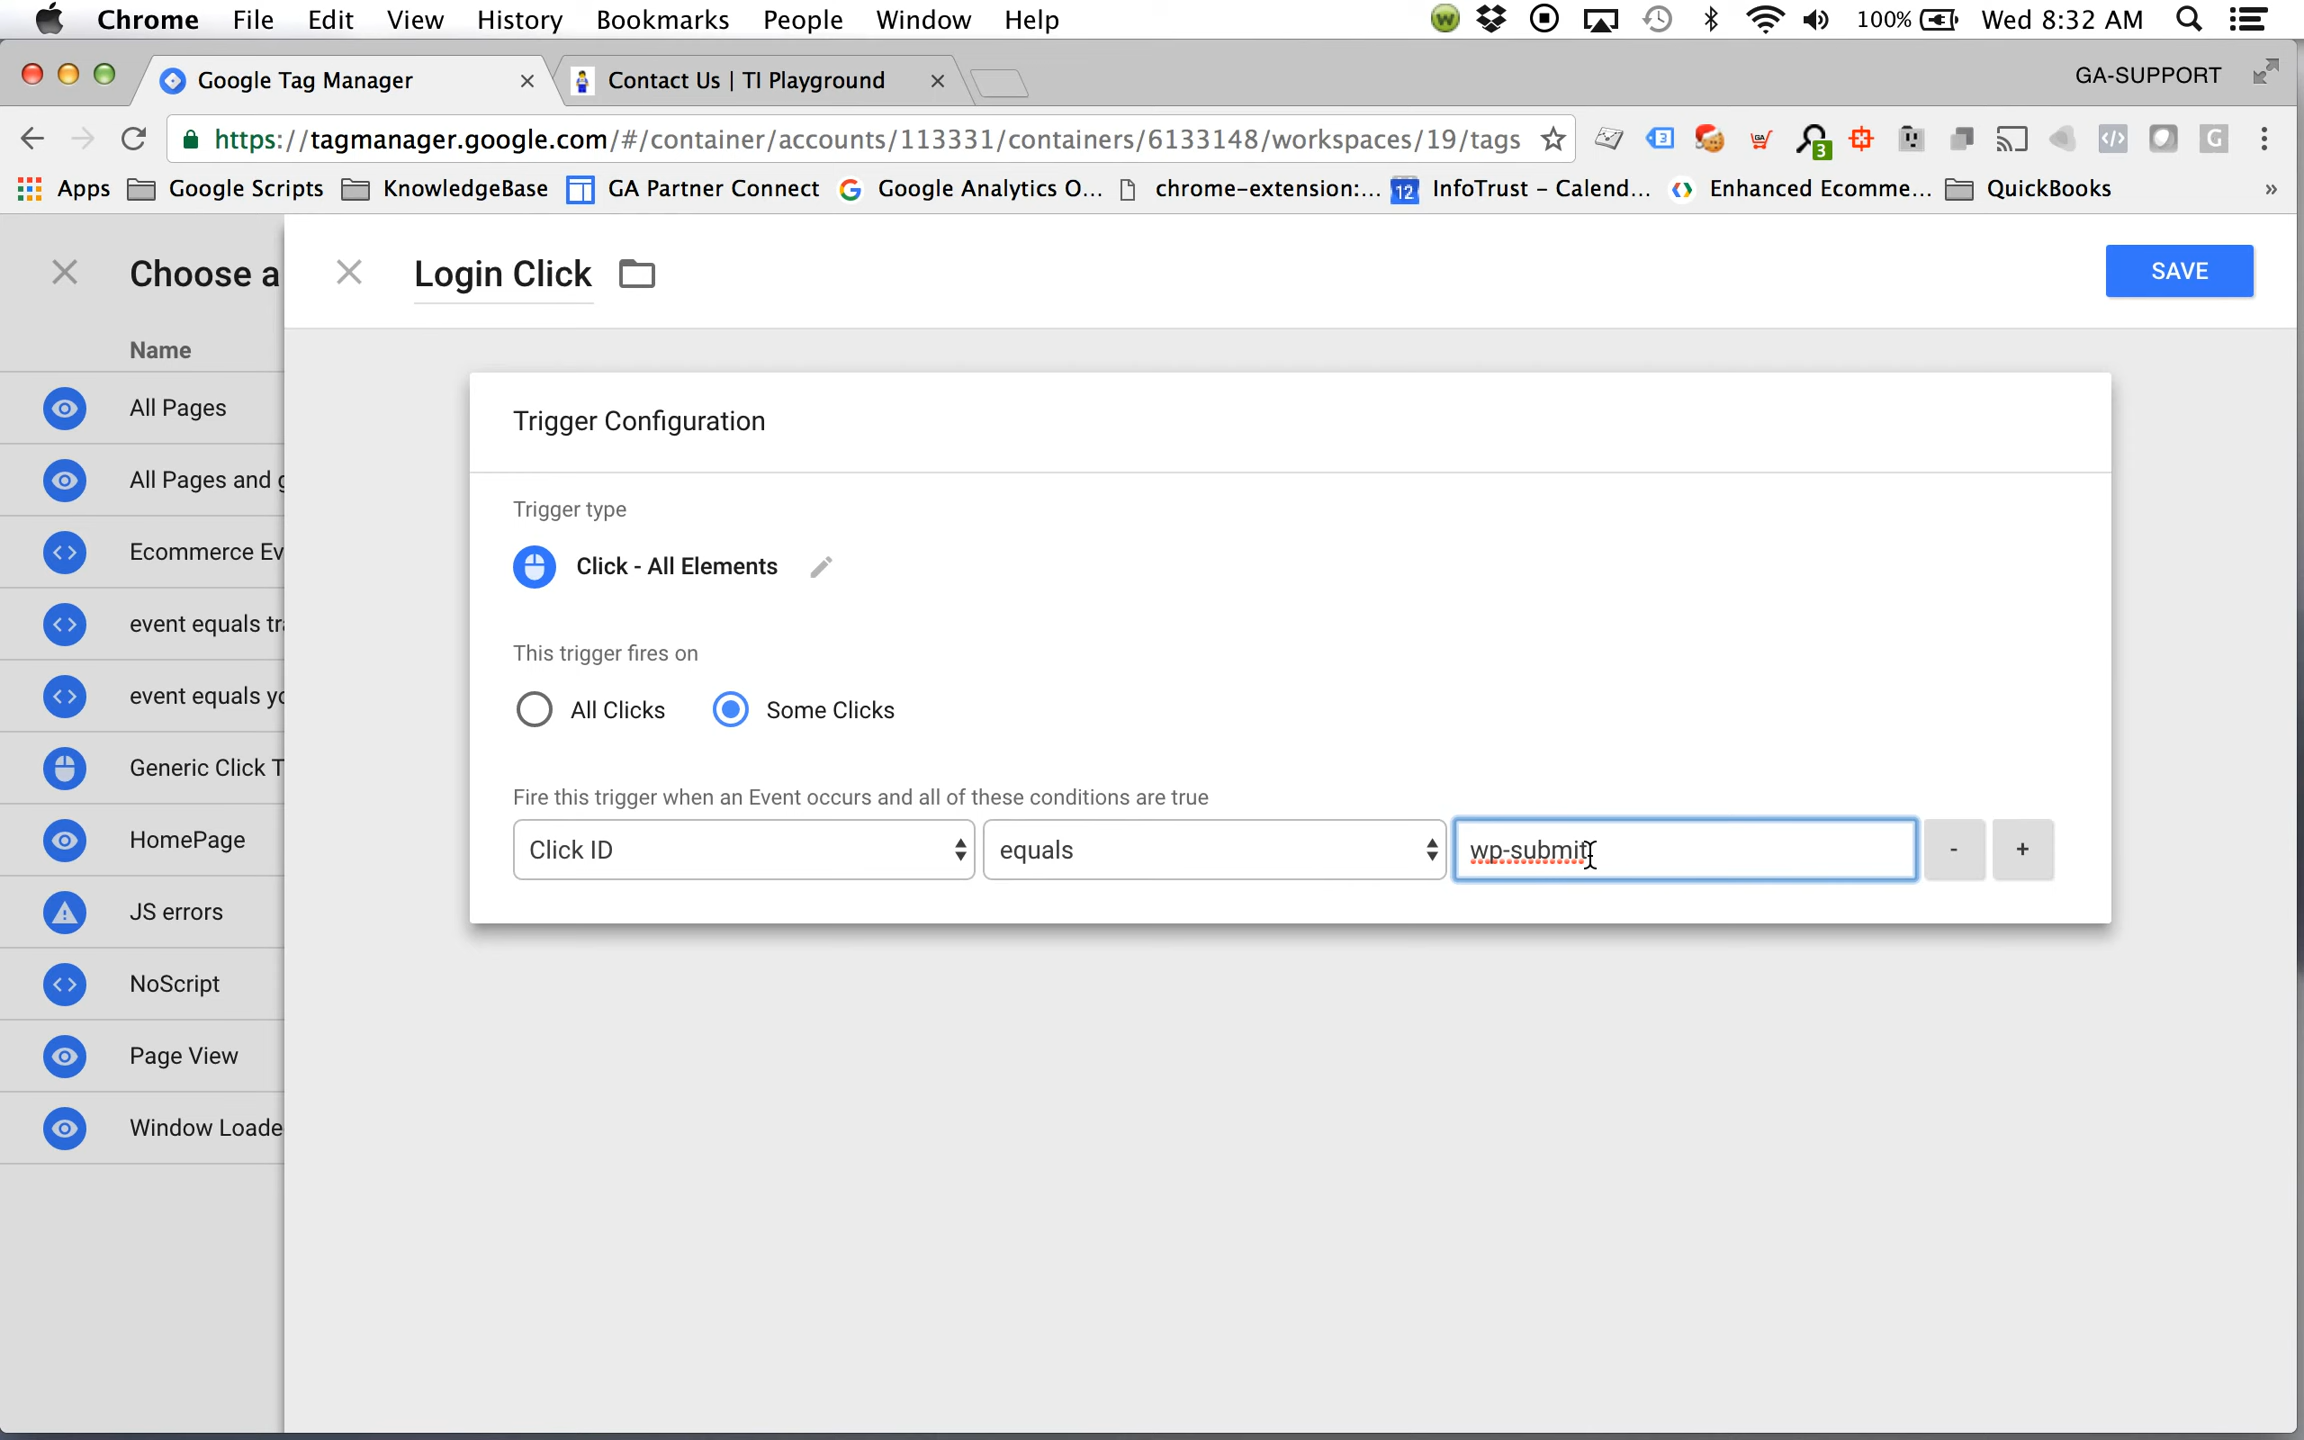 Chrome File Edit View History Bookmarks People Window Help 100% Wed 8:32 AM
Google Tag Manager Contact Us | TI Playground GA-SUPPORT
https://tagmanager.google.com/#/container/accounts/113331/containers/6133148/workspaces/19/tags 3 3 G
Apps Google Scripts KnowledgeBase GA Partner Connect Google Analytics O... chrome-extension:... 12 InfoTrust - Calend... Enhanced Ecomme... QuickBooks »
Choose a
Login Click
SAVE
Name
All Pages
All Pages and g
Ecommerce Ev
event equals tr
event equals yo
Generic Click T
HomePage
JS errors
NoScript
Page View
Window Loade
Trigger Configuration
Trigger type
Click - All Elements
This trigger fires on
All Clicks Some Clicks
Fire this trigger when an Event occurs and all of these conditions are true
Click ID equals wp-submit - +